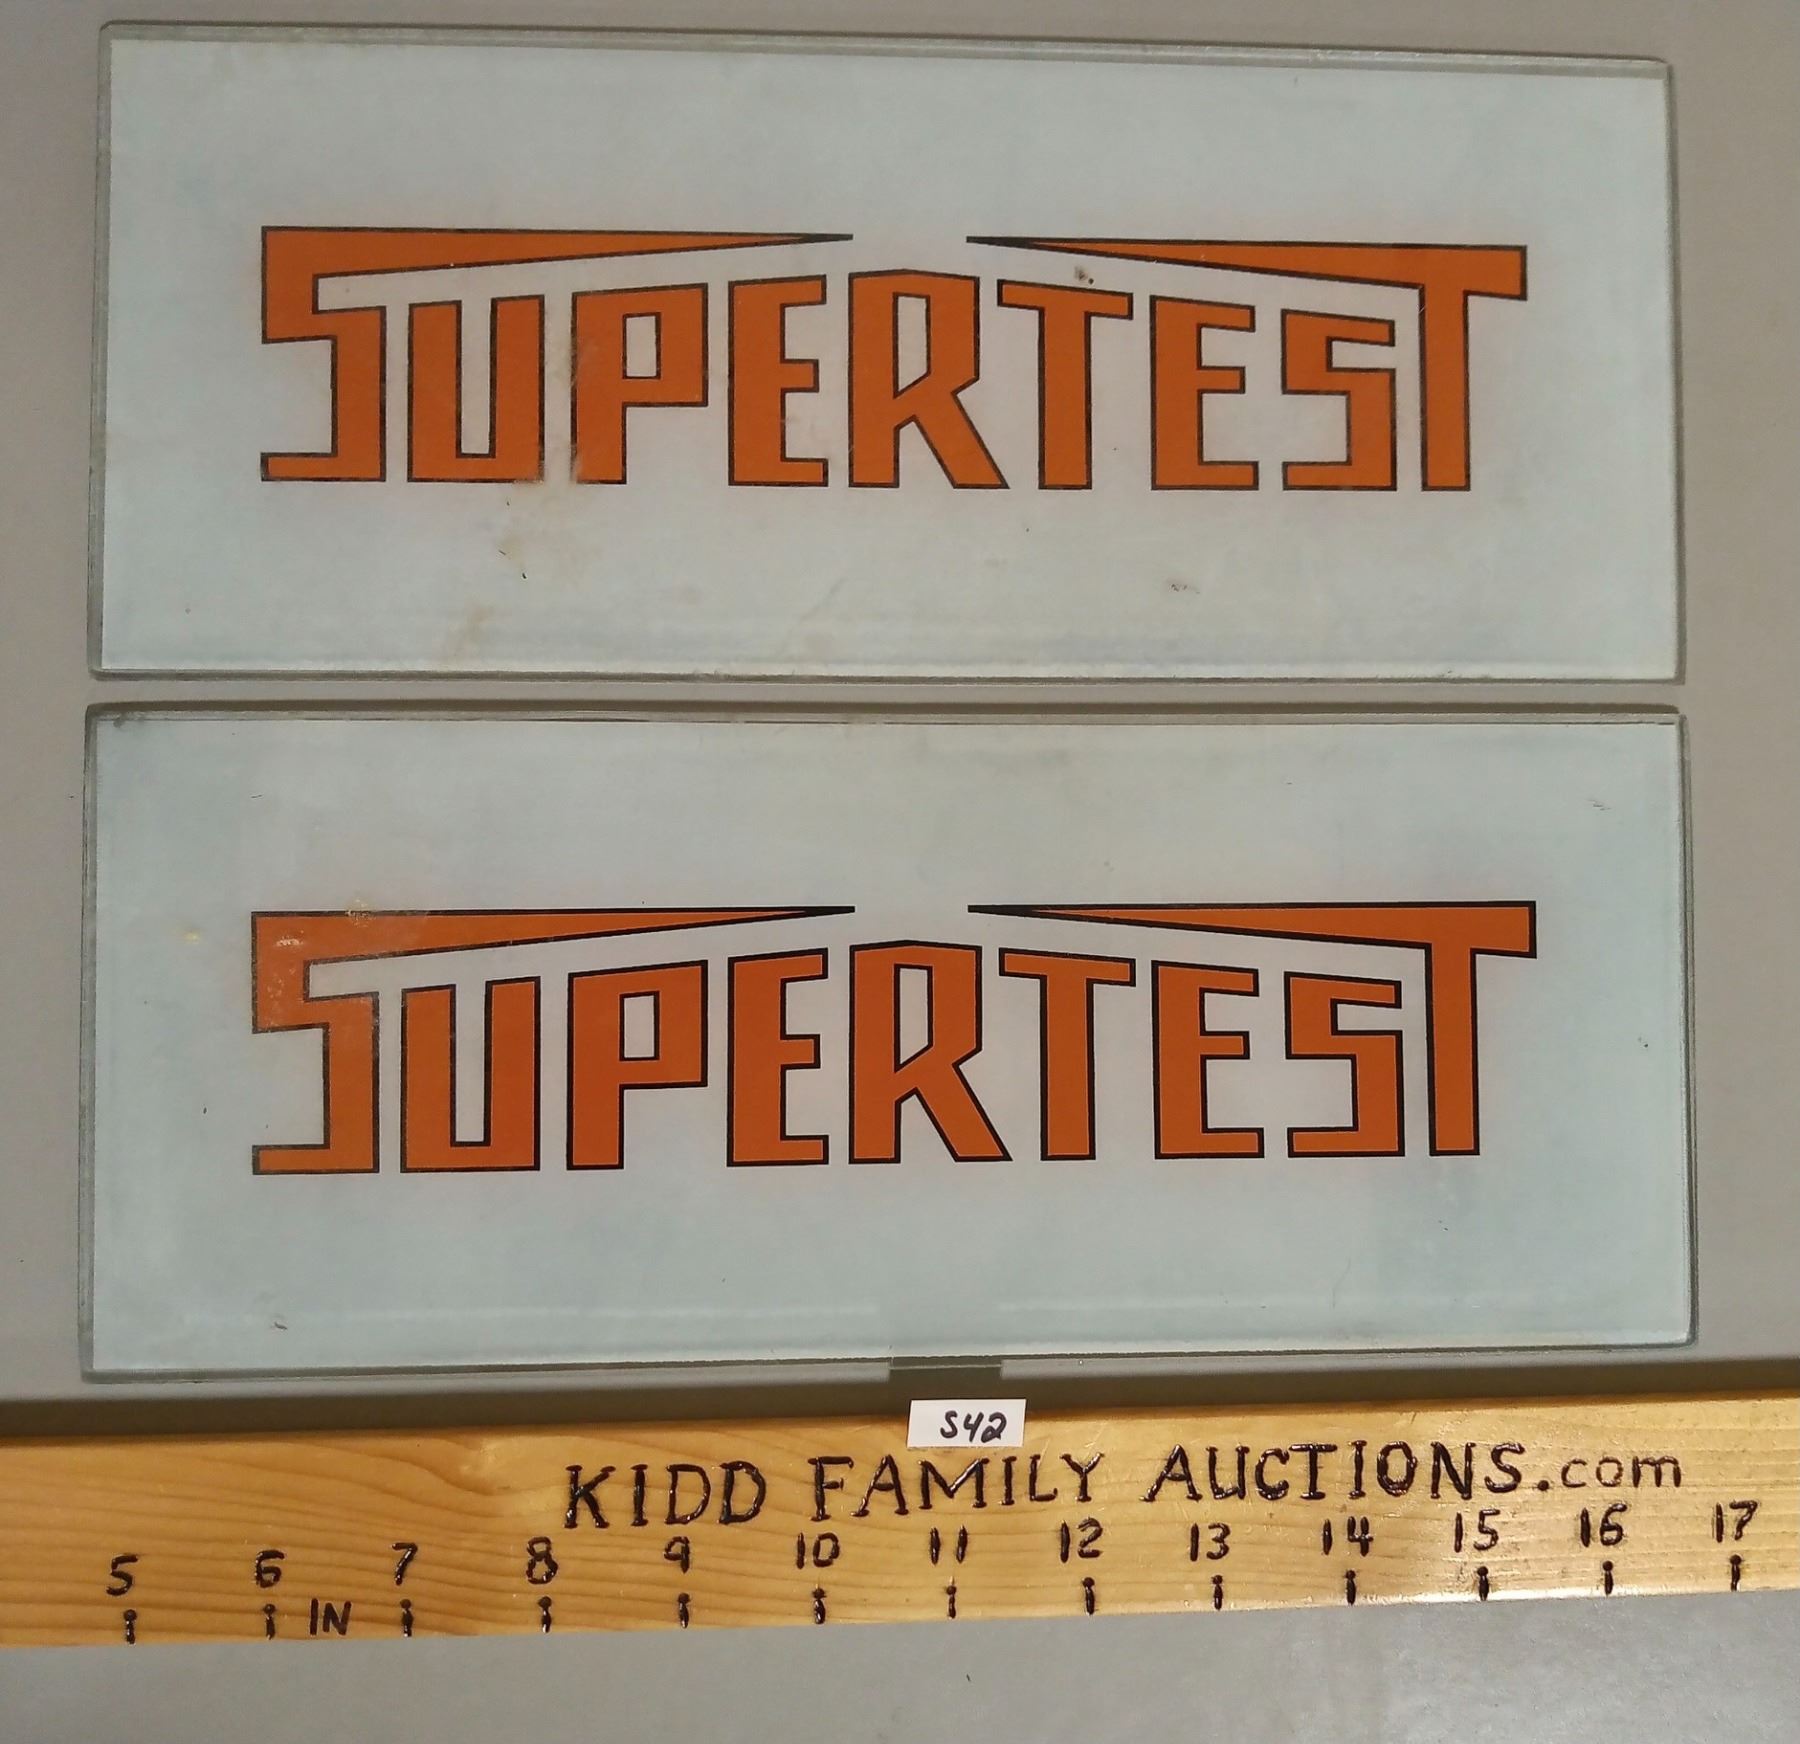 SUPERTEST
SUPERTEST
S42
KIDD FAMILY AUCTIONS.com
5 6 7 8 9 10 11 12 13 14 15 16 17
IN